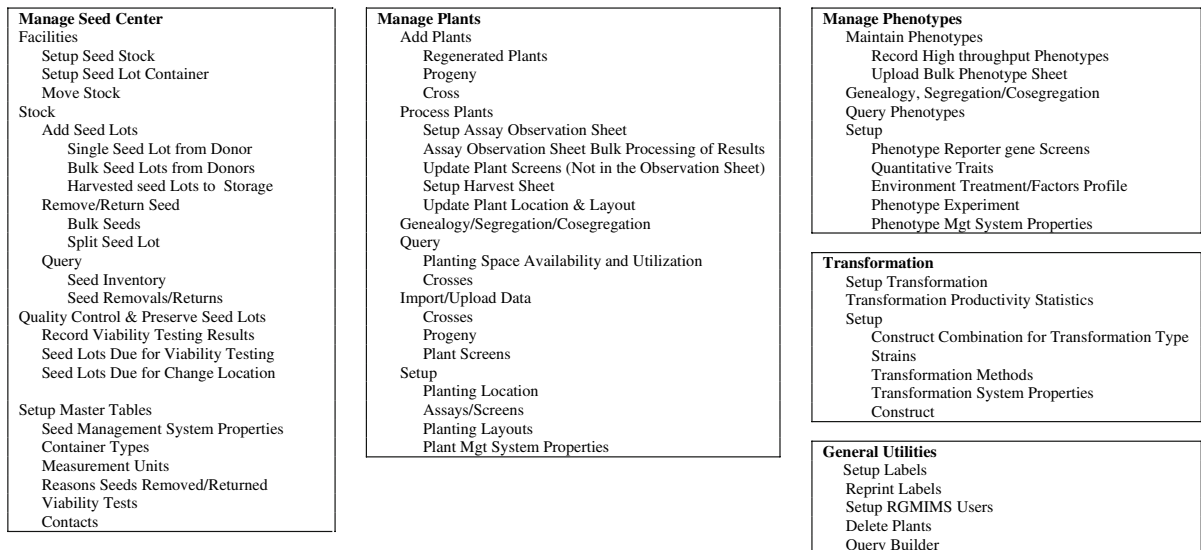 Manage Seed Center
Facilities
Setup Seed Stock
Setup Seed Lot Container
Move Stock
Stock
Add Seed Lots
Single Seed Lot from Donor
Bulk Seed Lots from Donors
Harvested seed Lots to Storage
Remove/Return Seed
Bulk Seeds
Split Seed Lot
Query
Seed Inventory
Seed Removals/Returns
Quality Control & Preserve Seed Lots
Record Viability Testing Results
Seed Lots Due for Viability Testing
Seed Lots Due for Change Location
Setup Master Tables
Seed Management System Properties
Container Types
Measurement Units
Reasons Seeds Removed/Returned
Viability Tests
Contacts
Manage Plants
Add Plants
Regenerated Plants
Progeny
Cross
Process Plants
Setup Assay Observation Sheet
Assay Observation Sheet Bulk Processing of Results
Update Plant Screens (Not in the Observation Sheet)
Setup Harvest Sheet
Update Plant Location & Layout
Genealogy/Segregation/Cosegregation
Query
Planting Space Availability and Utilization
Crosses
Import/Upload Data
Crosses
Progeny
Plant Screens
Setup
Planting Location
Assays/Screens
Planting Layouts
Plant Mgt System Properties
Manage Phenotypes
Maintain Phenotypes
Record High throughput Phenotypes
Upload Bulk Phenotype Sheet
Genealogy, Segregation/Cosegregation
Query Phenotypes
Setup
Phenotype Reporter gene Screens
Quantitative Traits
Environment Treatment/Factors Profile
Phenotype Experiment
Phenotype Mgt System Properties
Transformation
Setup Transformation
Transformation Productivity Statistics
Setup
Construct Combination for Transformation Type
Strains
Transformation Methods
Transformation System Properties
Construct
General Utilities
Setup Labels
Reprint Labels
Setup RGMIMS Users
Delete Plants
Query Builder